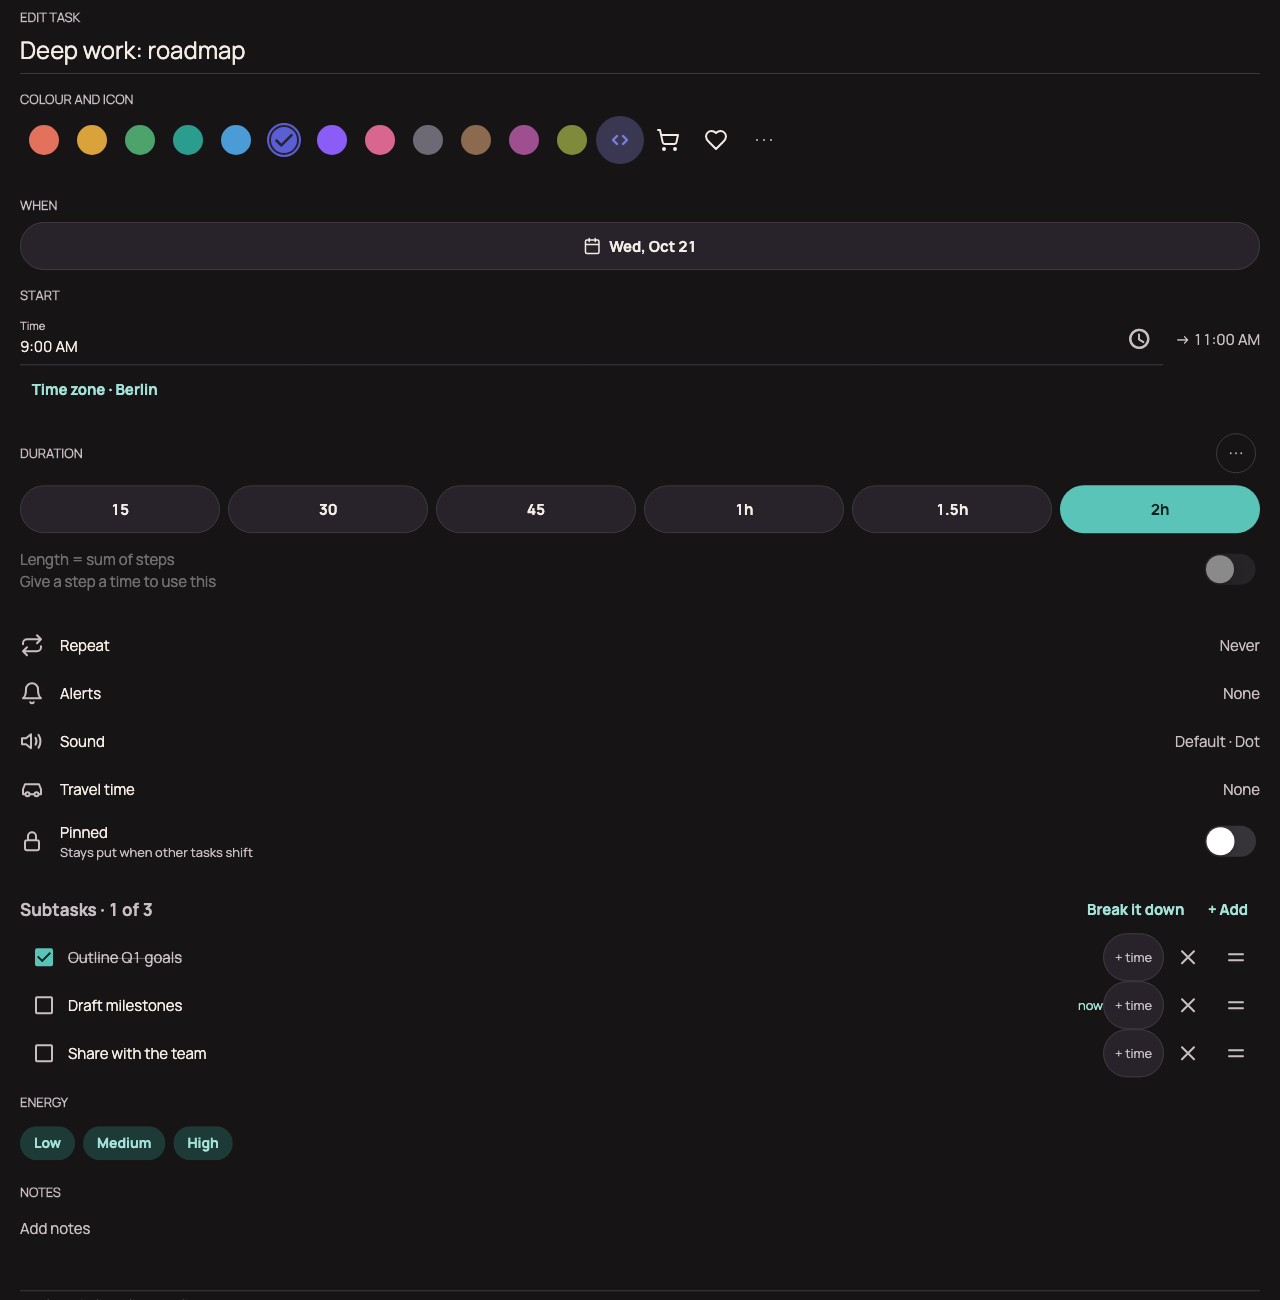 EDIT TASK
Deep work: roadmap
COLOUR AND ICON
WHEN
Wed, Oct 21
START
Time
9:00 AM
→ 11:00 AM
Time zone · Berlin
DURATION
15
30
45
1h
1.5h
2h
Length = sum of steps
Give a step a time to use this
Repeat
Never
Alerts
None
Sound
Default · Dot
Travel time
None
Pinned
Stays put when other tasks shift
Subtasks · 1 of 3
Break it down
+ Add
Outline Q1 goals
+ time
Draft milestones
now
+ time
Share with the team
+ time
ENERGY
Low
Medium
High
NOTES
Add notes